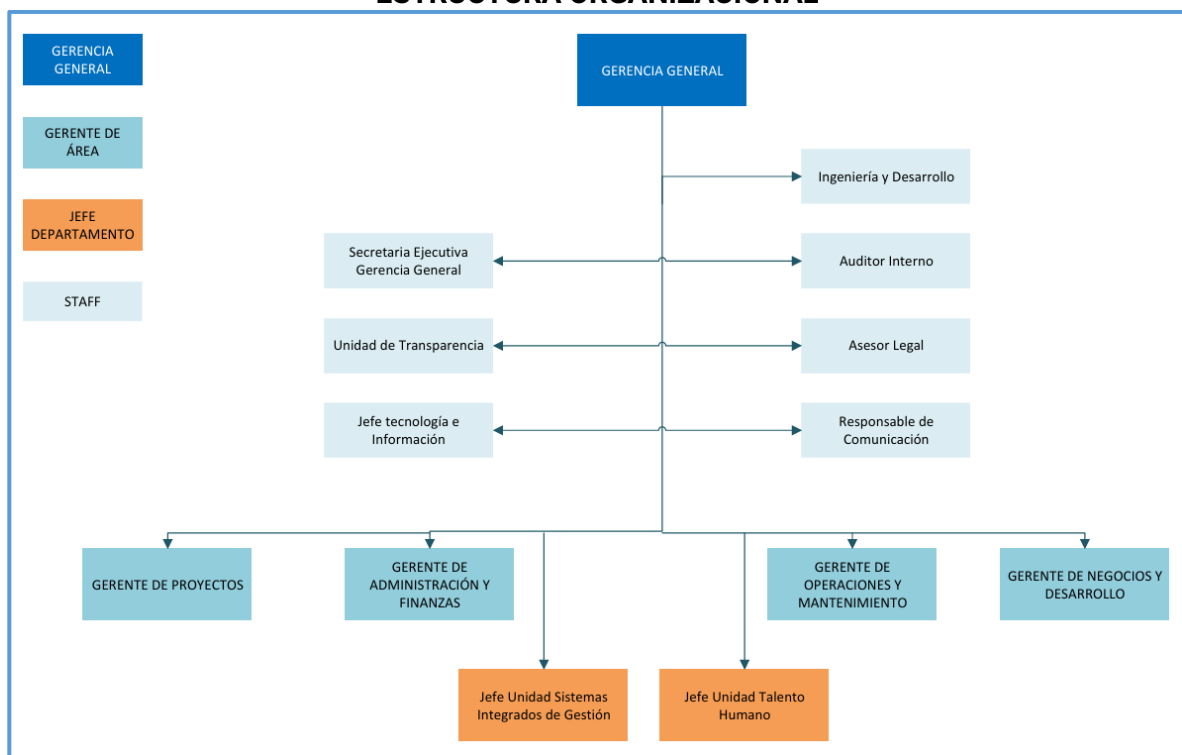 ESTRUCTURA ORGANIZACIONAL
GERENCIA
GENERAL
GERENCIA GENERAL
GERENTE DE
ÁREA
JEFE
DEPARTAMENTO
STAFF
Ingeniería y Desarrollo
Secretaria Ejecutiva
Gerencia General
Auditor Interno
Unidad de Transparencia
Asesor Legal
Jefe tecnología e
Información
Responsable de
Comunicación
GERENTE DE PROYECTOS
GERENTE DE
ADMINISTRACIÓN Y
FINANZAS
GERENTE DE
OPERACIONES Y
MANTENIMIENTO
GERENTE DE NEGOCIOS Y
DESARROLLO
Jefe Unidad Sistemas
Integrados de Gestión
Jefe Unidad Talento
Humano